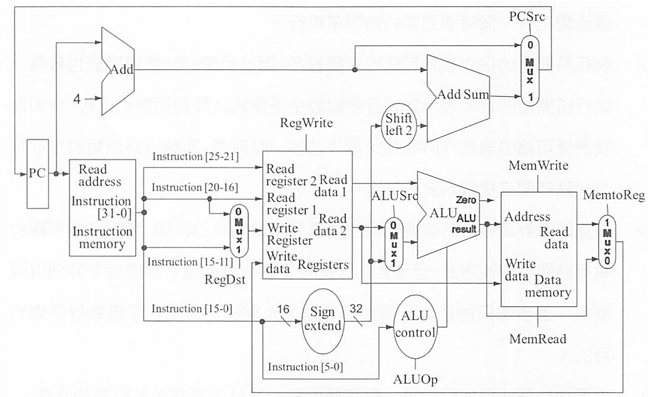 PCSrc
0
Mux
1
Add
4
Add Sum
Shift
left 2
RegWrite
MemWrite
PC
Read
address
Instruction
[31-0]
Instruction
memory
Instruction [25-21]
Instruction [20-16]
Instruction [15-11]
Instruction [15-0]
Instruction [5-0]
0
Mux
1
RegDst
Read
register 2
Read
register 1
Write
Register
Write
data
Read
data 1
Read
data 2
Registers
ALUSrc
0
Mux
1
Zero
ALU
ALU
result
Address
Read
data
Write
data
Data
memory
MemRead
MemtoReg
1
Mux
0
16
Sign
extend
32
ALU
control
ALUOp